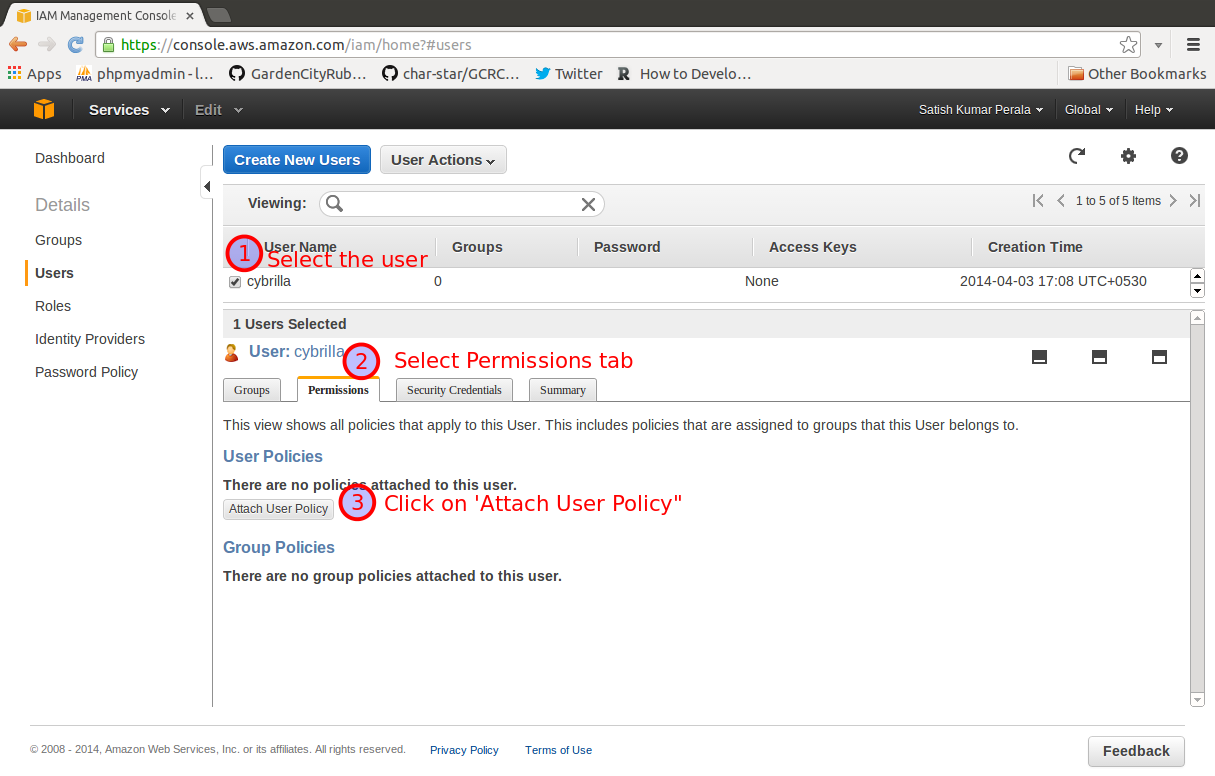 IAM Management Console
https://console.aws.amazon.com/iam/home?#users
Apps phpmyadmin - l... GardenCityRub... char-star/GCRC... Twitter How to Develo... Other Bookmarks
PMA
Services Edit Satish Kumar Perala Global Help
Dashboard
Details
Groups
Users
Roles
Identity Providers
Password Policy
Create New Users User Actions
Viewing: 1 to 5 of 5 Items
User Name Groups Password Access Keys Creation Time
1 Select the user
cybrilla 0 None 2014-04-03 17:08 UTC+0530
1 Users Selected
User: cybrilla
2 Select Permissions tab
Groups Permissions Security Credentials Summary
This view shows all policies that apply to this User. This includes policies that are assigned to groups that this User belongs to.
User Policies
There are no policies attached to this user.
Attach User Policy
3 Click on 'Attach User Policy"
Group Policies
There are no group policies attached to this user.
© 2008 - 2014, Amazon Web Services, Inc. or its affiliates. All rights reserved. Privacy Policy Terms of Use
Feedback